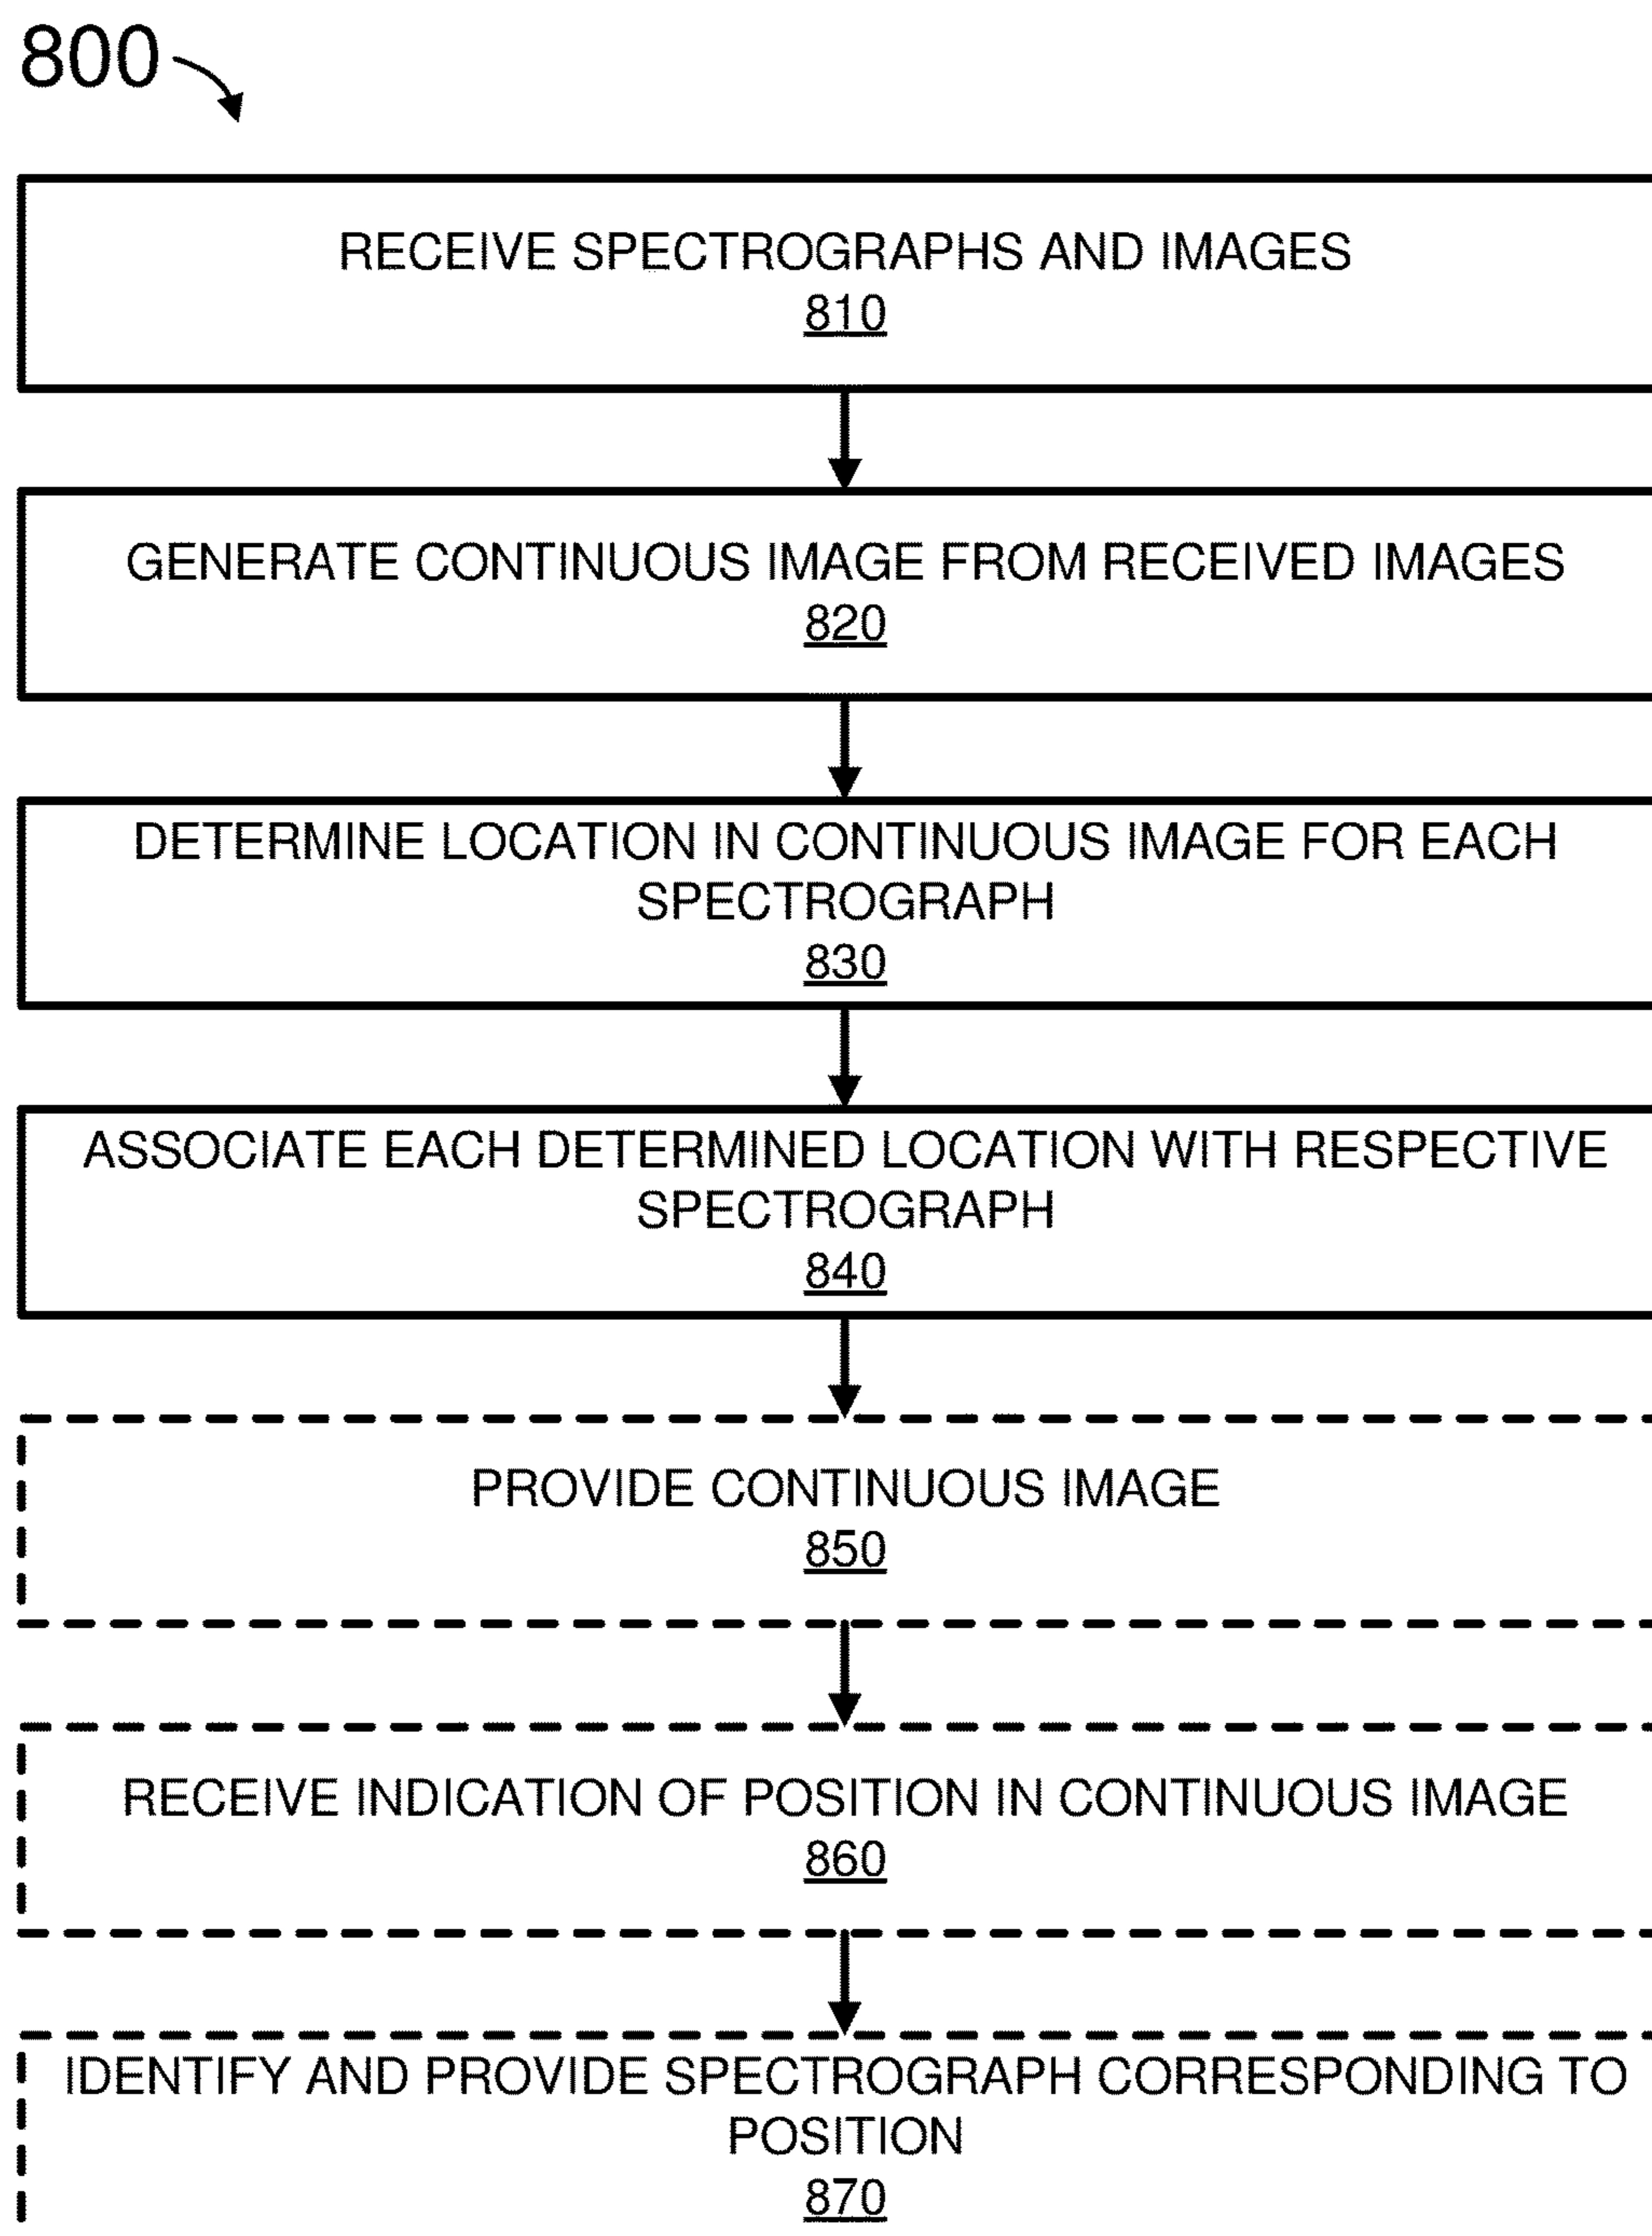 800
RECEIVE SPECTROGRAPHS AND IMAGES
810
GENERATE CONTINUOUS IMAGE FROM RECEIVED IMAGES
820
DETERMINE LOCATION IN CONTINUOUS IMAGE FOR EACH
SPECTROGRAPH
830
ASSOCIATE EACH DETERMINED LOCATION WITH RESPECTIVE
SPECTROGRAPH
840
PROVIDE CONTINUOUS IMAGE
850
RECEIVE INDICATION OF POSITION IN CONTINUOUS IMAGE
860
IDENTIFY AND PROVIDE SPECTROGRAPH CORRESPONDING TO
POSITION
870